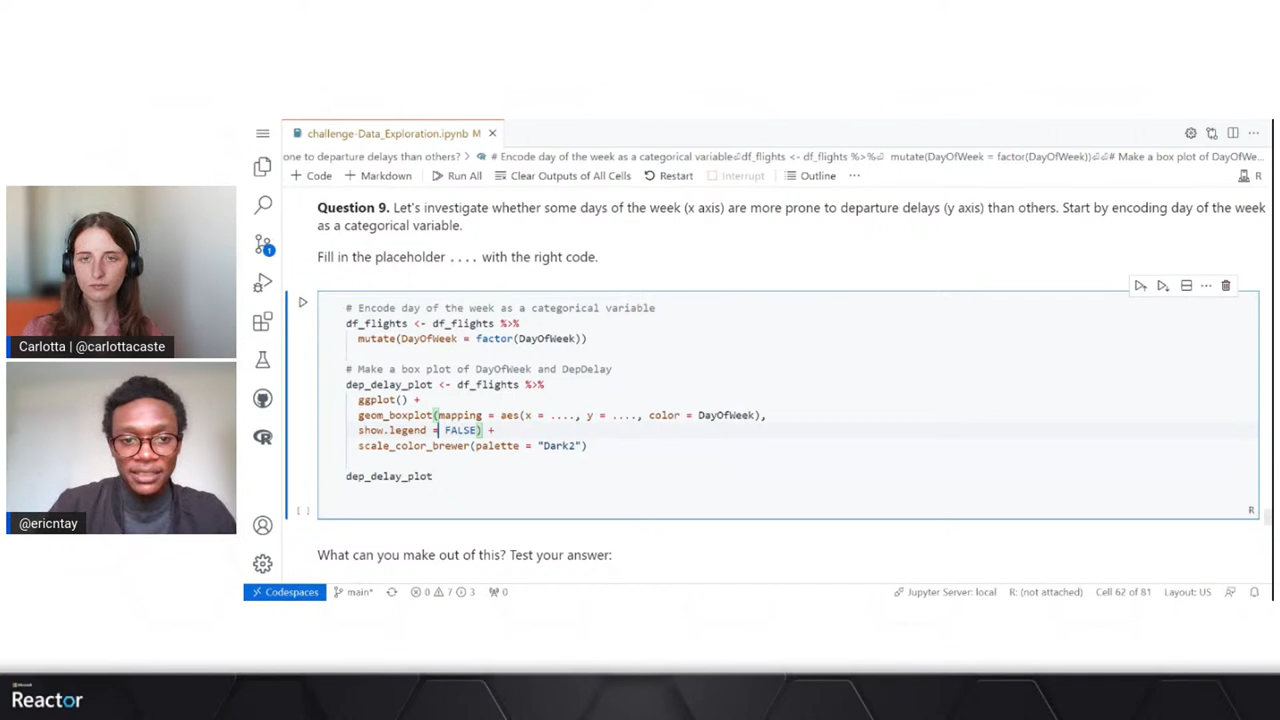 challenge-Data_Exploration.ipynb M
one to departure delays than others? > # Encode day of the week as a categorical variable⏎df_flights <- df_flights %>%⏎ mutate(DayOfWeek = factor(DayOfWeek))⏎⏎# Make a box plot of DayOfWe...
+ Code + Markdown Run All Clear Outputs of All Cells Restart Interrupt Outline ... R
Question 9. Let's investigate whether some days of the week (x axis) are more prone to departure delays (y axis) than others. Start by encoding day of the week
as a categorical variable.
Fill in the placeholder .... with the right code.
# Encode day of the week as a categorical variable
df_flights <- df_flights %>%
mutate(DayOfWeek = factor(DayOfWeek))
# Make a box plot of DayOfWeek and DepDelay
dep_delay_plot <- df_flights %>%
ggplot() +
geom_boxplot(mapping = aes(x = ...., y = ...., color = DayOfWeek),
show.legend = FALSE) +
scale_color_brewer(palette = "Dark2")
dep_delay_plot
[ ]
R
What can you make out of this? Test your answer:
Codespaces main* 0 7 3 0 Jupyter Server: local R: (not attached) Cell 62 of 81 Layout: US
1
R
Carlotta | @carlottacaste
@ericntay
Microsoft
Reactor